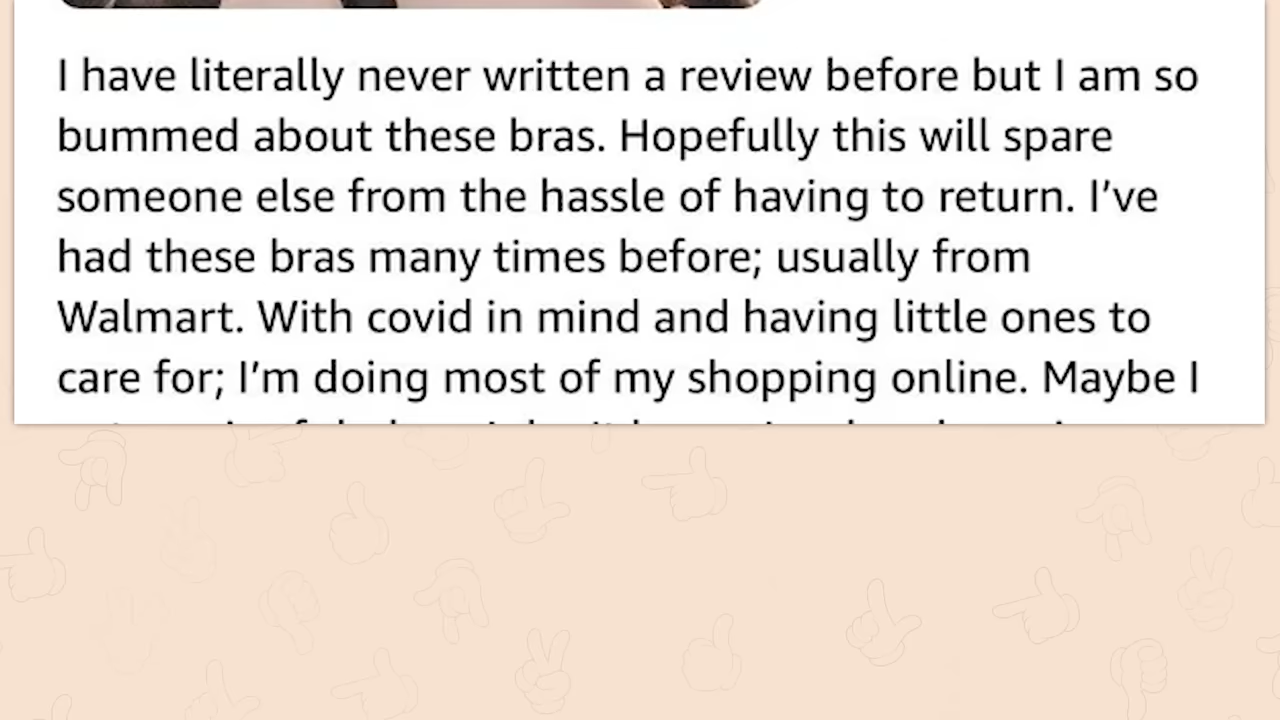 I have literally never written a review before but I am so
bummed about these bras. Hopefully this will spare
someone else from the hassle of having to return. I’ve
had these bras many times before; usually from
Walmart. With covid in mind and having little ones to
care for; I’m doing most of my shopping online. Maybe I